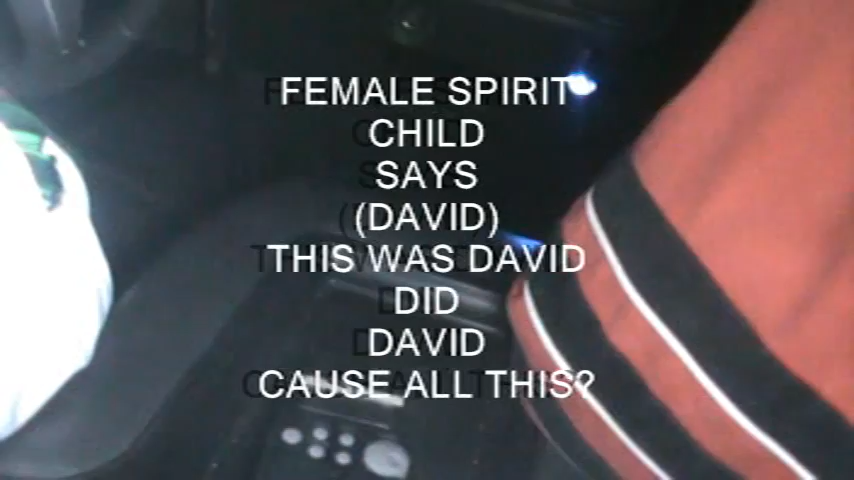 FEMALE SPIRIT
CHILD
SAYS
(DAVID)
THIS WAS DAVID
DID
DAVID
CAUSE ALL THIS?